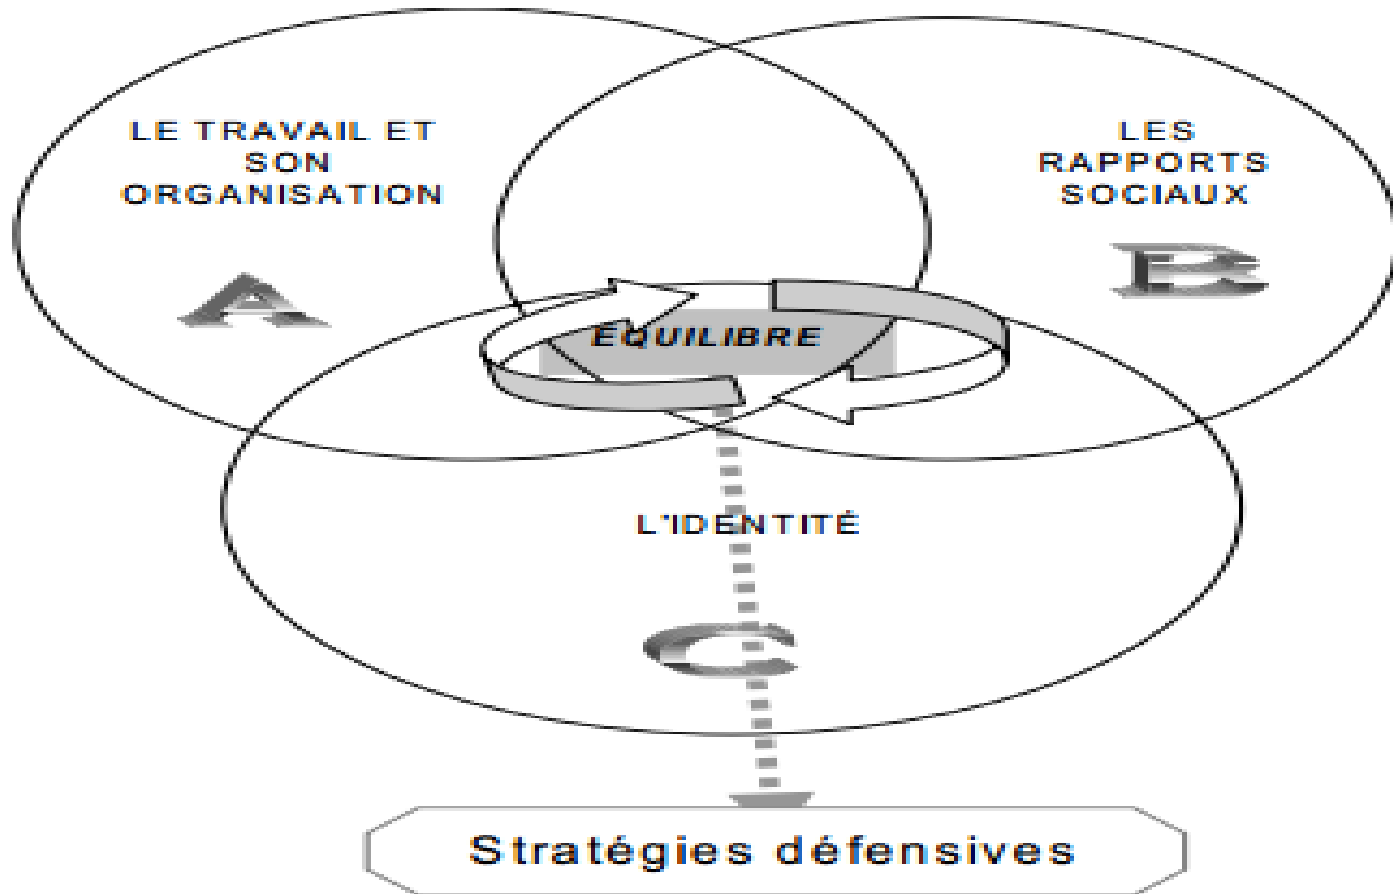 LE TRAVAIL ET
SON
ORGANISATION
A
LES
RAPPORTS
SOCIAUX
B
ÉQUILIBRE
L'IDENTITÉ
C
Stratégies défensives